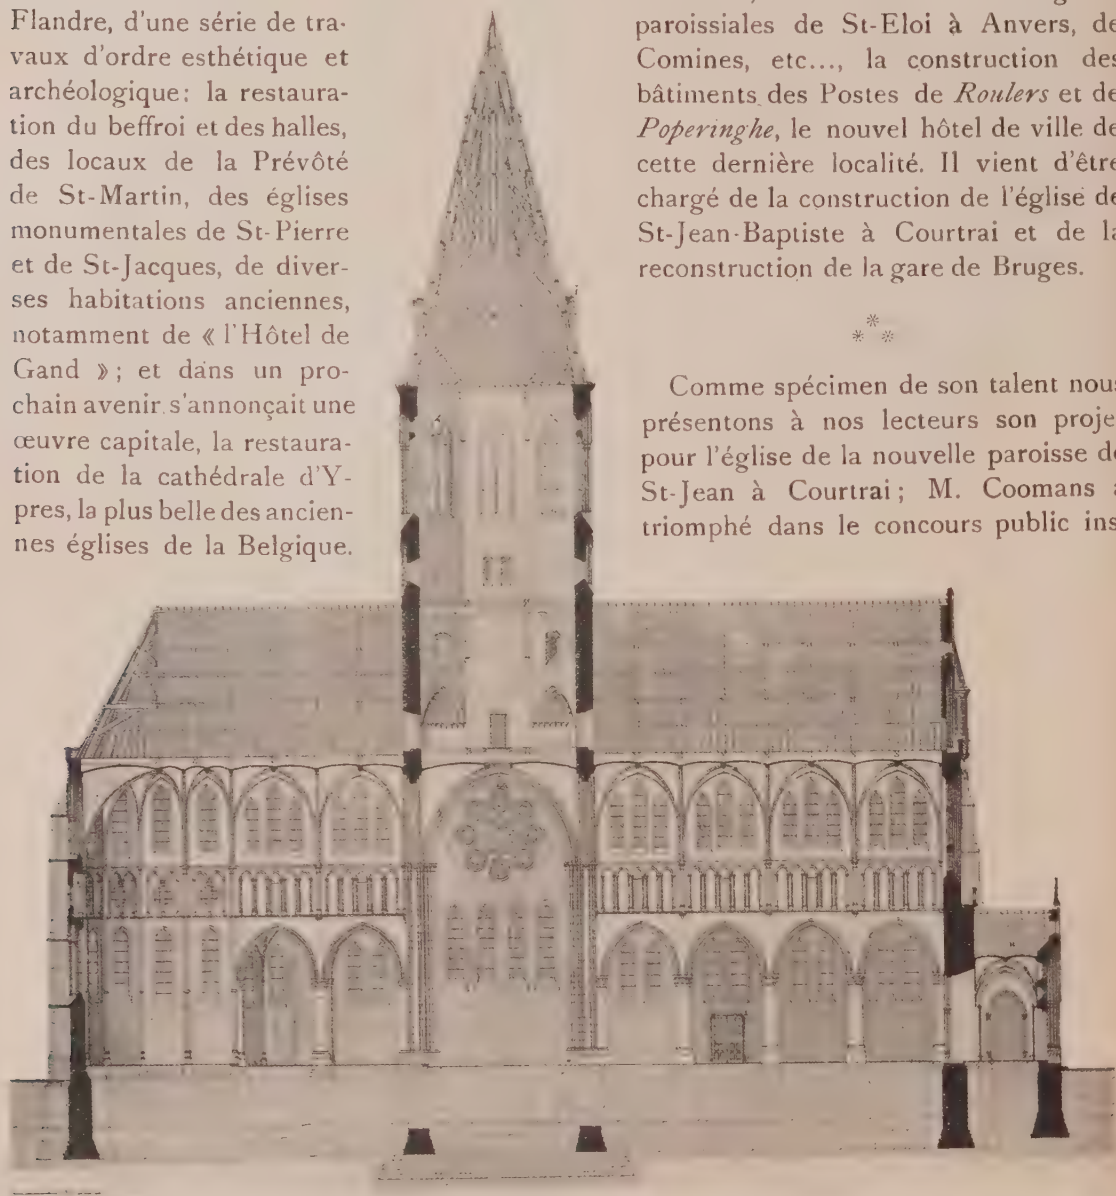 Flandre, d'une série de tra-
vaux d'ordre esthétique et
archéologique: la restaura-
tion du beffroi et des halles,
des locaux de la Prévôté
de St-Martin, des églises
monumentales de St-Pierre
et de St-Jacques, de diver-
ses habitations anciennes,
notamment de « l'Hôtel de
Gand » ; et dans un pro-
chain avenir s'annonçait une
œuvre capitale, la restaura-
tion de la cathédrale d'Y-
pres, la plus belle des ancien-
nes églises de la Belgique.
paroissiales de St-Eloi à Anvers, de
Comines, etc..., la construction des
bâtiments des Postes de Roulers et de
Poperinghe, le nouvel hôtel de ville de
cette dernière localité. Il vient d'être
chargé de la construction de l'église de
St-Jean-Baptiste à Courtrai et de la
reconstruction de la gare de Bruges.
* * *
Comme spécimen de son talent nous
présentons à nos lecteurs son projet
pour l'église de la nouvelle paroisse de
St-Jean à Courtrai ; M. Coomans a
triomphé dans le concours public ins